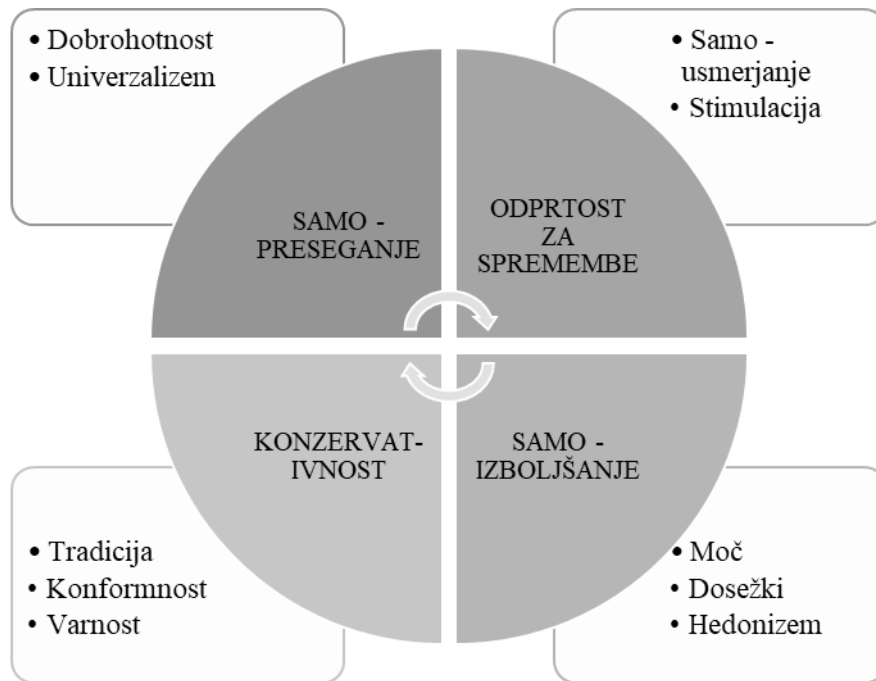 • Dobrohotnost
• Univerzalizem
• Samo -
usmerjanje
• Stimulacija
SAMO -
PRESEGANJE
ODPRTOST
ZA
SPREMEMBE
KONZERVAT-
IVNOST
SAMO -
IZBOLJŠANJE
• Tradicija
• Konformnost
• Varnost
• Moč
• Dosežki
• Hedonizem